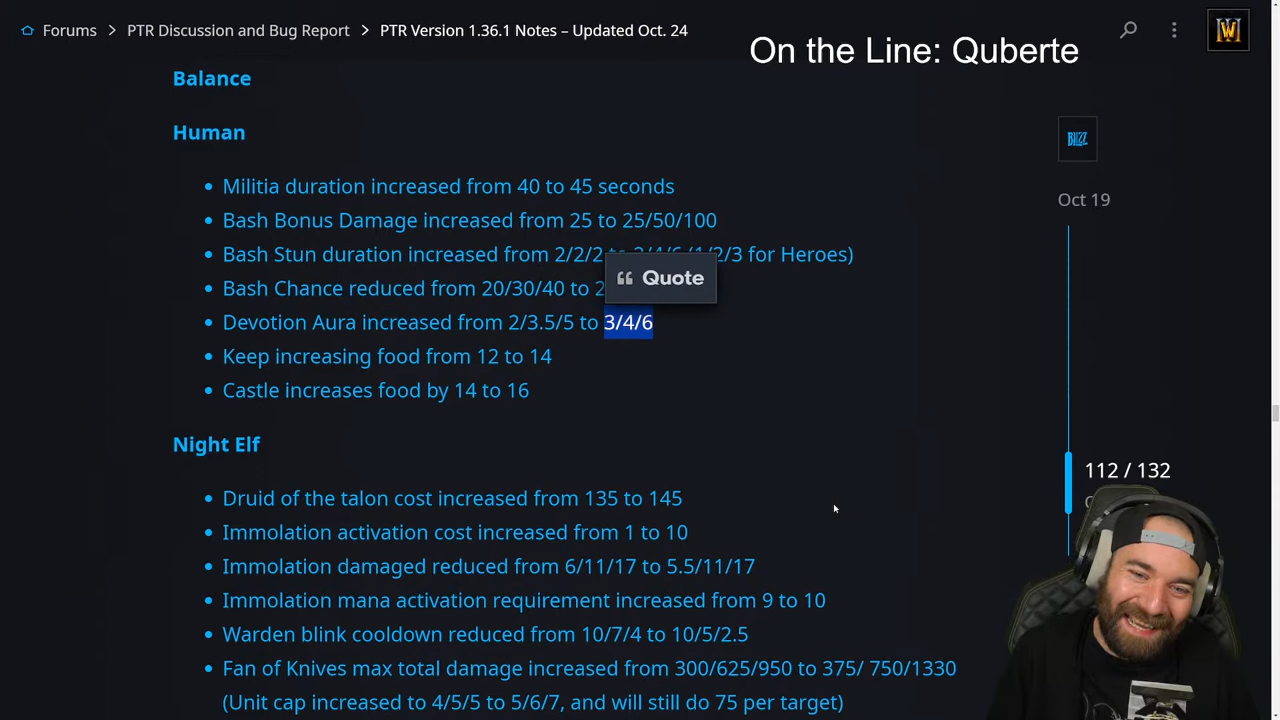 Forums > PTR Discussion and Bug Report > PTR Version 1.36.1 Notes – Updated Oct. 24
On the Line: Quberte
Balance
Human
Oct 19
• Militia duration increased from 40 to 45 seconds
• Bash Bonus Damage increased from 25 to 25/50/100
• Bash Stun duration increased from 2/2/2 /2/3 for Heroes)
“ Quote
• Bash Chance reduced from 20/30/40 to 2
• Devotion Aura increased from 2/3.5/5 to 3/4/6
• Keep increasing food from 12 to 14
• Castle increases food by 14 to 16
Night Elf
112 / 132
• Druid of the talon cost increased from 135 to 145
• Immolation activation cost increased from 1 to 10
• Immolation damaged reduced from 6/11/17 to 5.5/11/17
• Immolation mana activation requirement increased from 9 to 10
• Warden blink cooldown reduced from 10/7/4 to 10/5/2.5
• Fan of Knives max total damage increased from 300/625/950 to 375/ 750/1330
(Unit cap increased to 4/5/5 to 5/6/7, and will still do 75 per target)